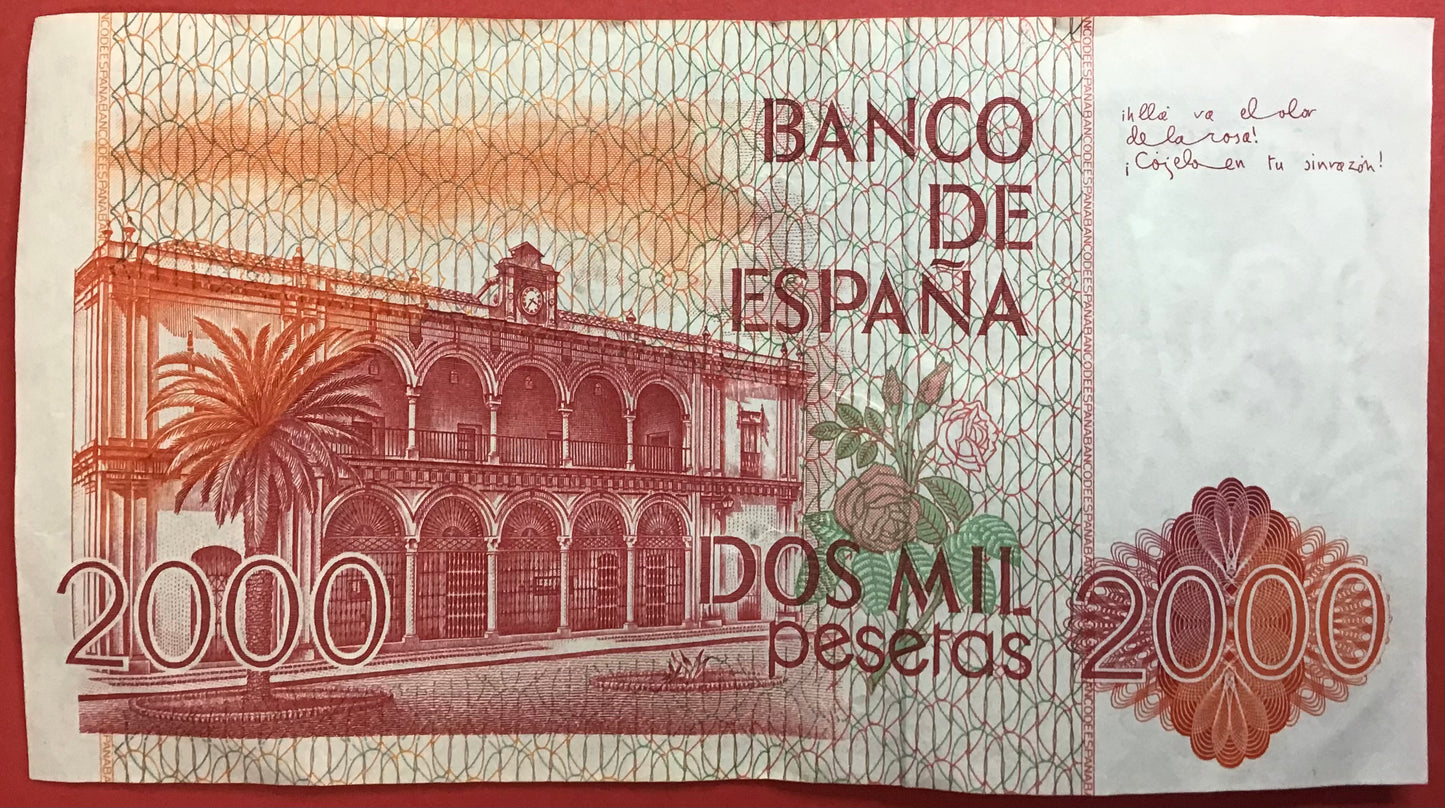 BANCO
DE
ESPAÑA
¡Allá va el olor
de la rosa!
¡Cójelo en tu sinrazón!
DOS MIL
pesetas
2000
2000
BANCODEESPAÑABANCODEESPAÑABANCODEESPAÑABANCODEESPAÑA